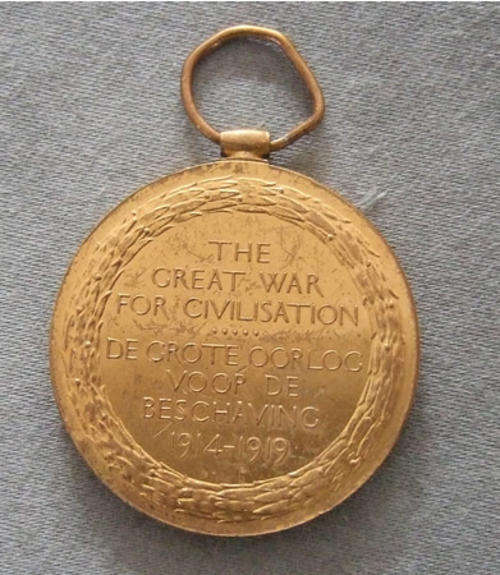 THE
GREAT WAR
FOR CIVILISATION
DE GROTE OORLOG
VOOR DE
BESCHAVING
1914-1919